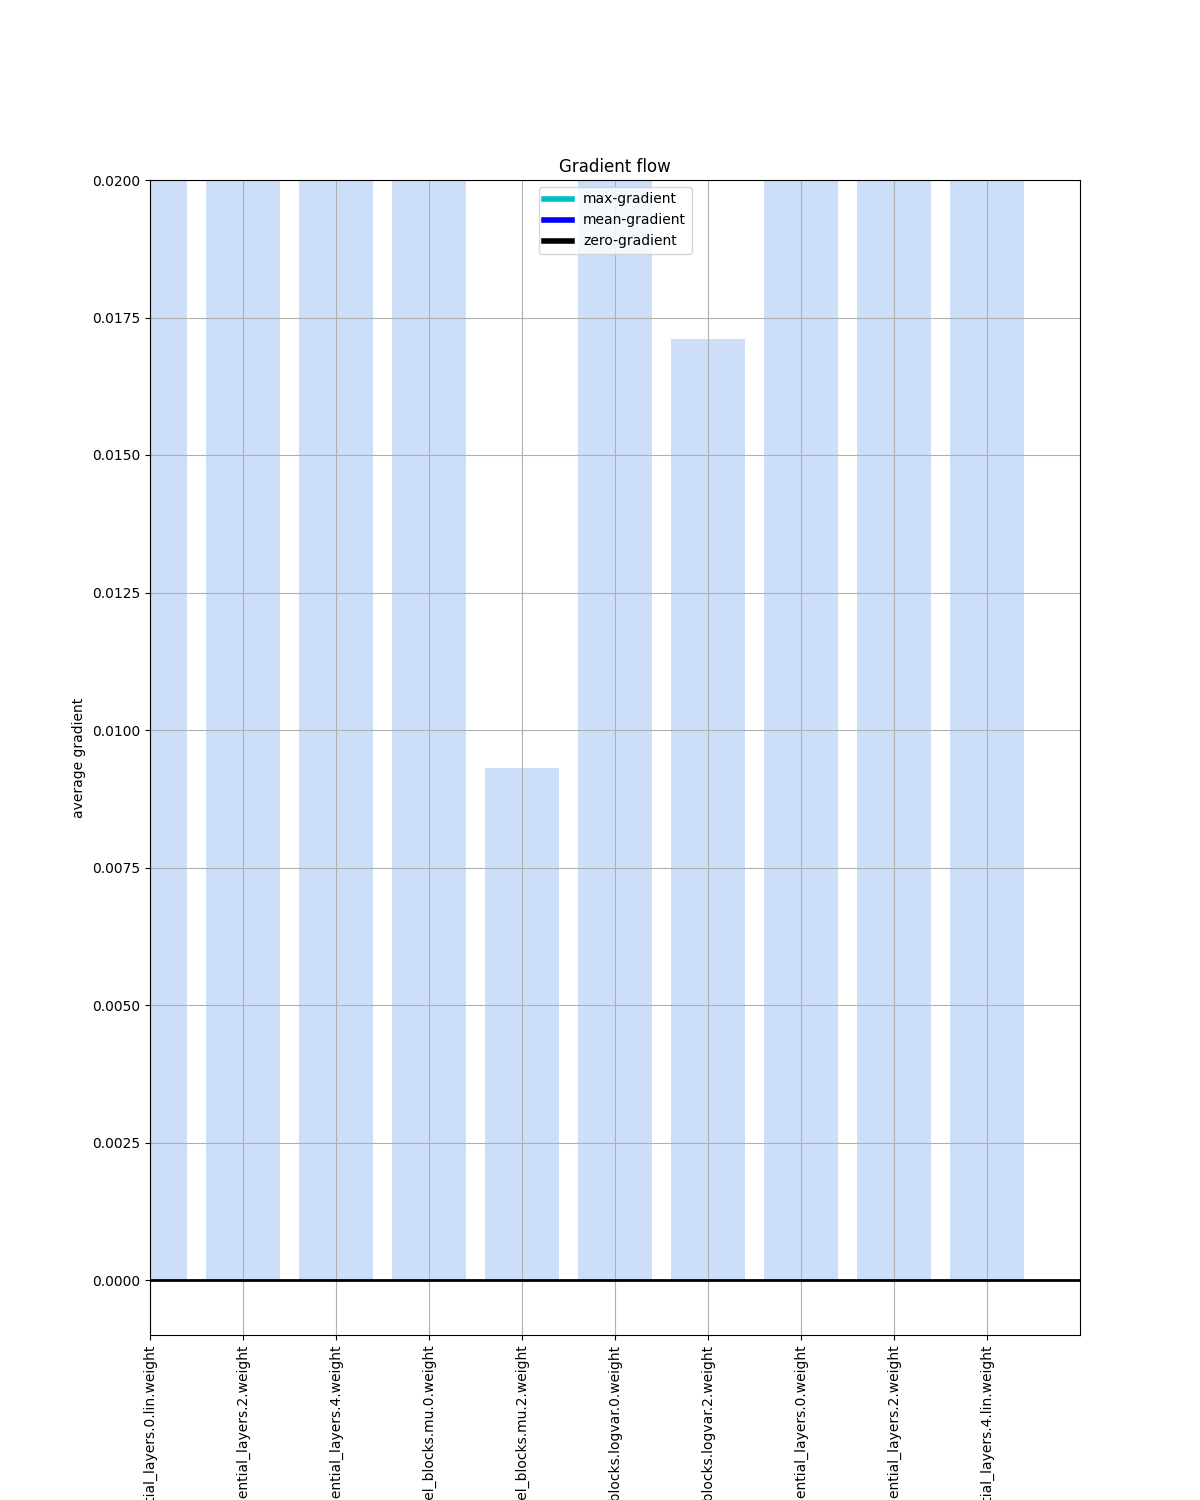 Gradient flow
max-gradient
mean-gradient
zero-gradient
0.0200
0.0175
0.0150
0.0125
0.0100
0.0075
0.0050
0.0025
0.0000
average gradient
tial_layers.0.lin.weight
ential_layers.2.weight
ential_layers.4.weight
el_blocks.mu.0.weight
el_blocks.mu.2.weight
blocks.logvar.0.weight
blocks.logvar.2.weight
ential_layers.0.weight
ential_layers.2.weight
tial_layers.4.lin.weight